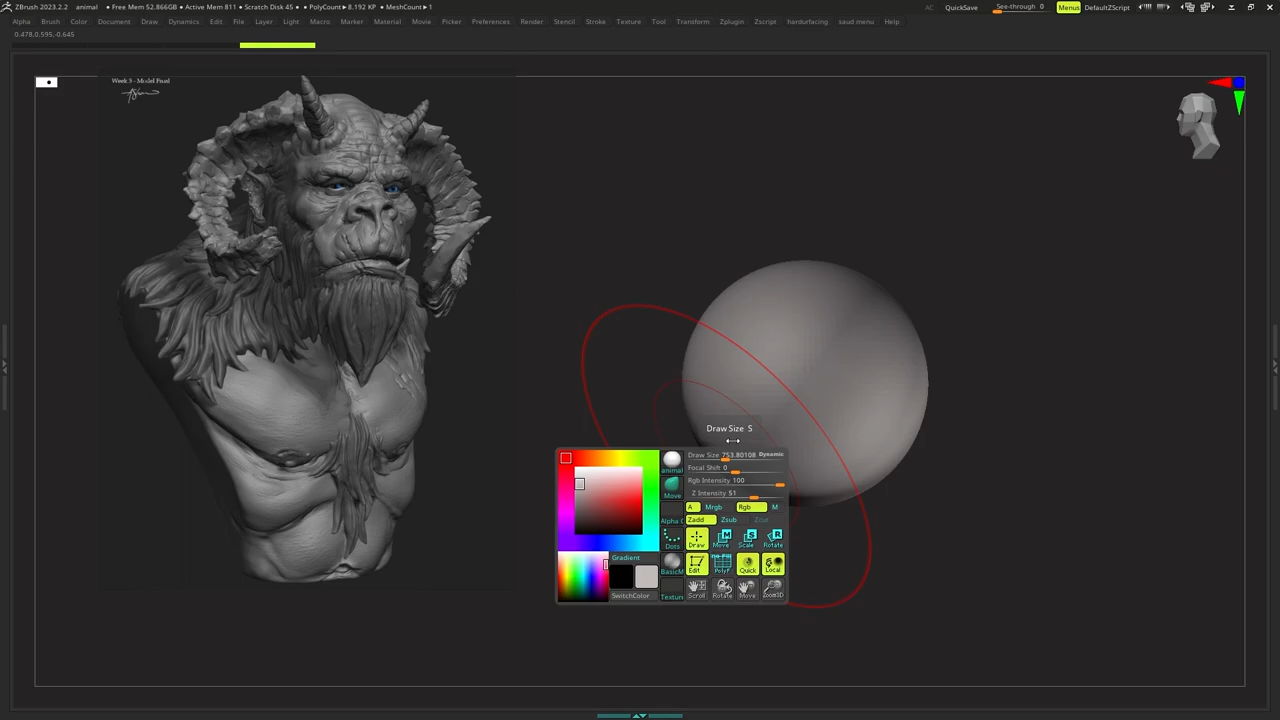 ZBrush 2023.2.2 animal • Free Mem 52.866GB • Active Mem 811 • Scratch Disk 45 • PolyCount▸8.192 KP • MeshCount▸1 AC QuickSave See-through 0 Menus DefaultZScript
Alpha Brush Color Document Draw Dynamics Edit File Layer Light Macro Marker Material Movie Picker Preferences Render Stencil Stroke Texture Tool Transform Zplugin Zscript hardurfacing saud menu Help
0.478,0.595,-0.645
Week 3 - Model Final
Draw Size S
Draw Size 753.80108 Dynamic
animal
Focal Shift 0
Rgb Intensity 100
Move
Z Intensity 51
A Mrgb Rgb M
Alpha
Zadd Zsub Zcut
Dots
Draw Move Scale Rotate
Gradient
BasicM
Edit PolyF Quick Local
SwitchColor
Texture
Scroll Rotate Move Zoom3D